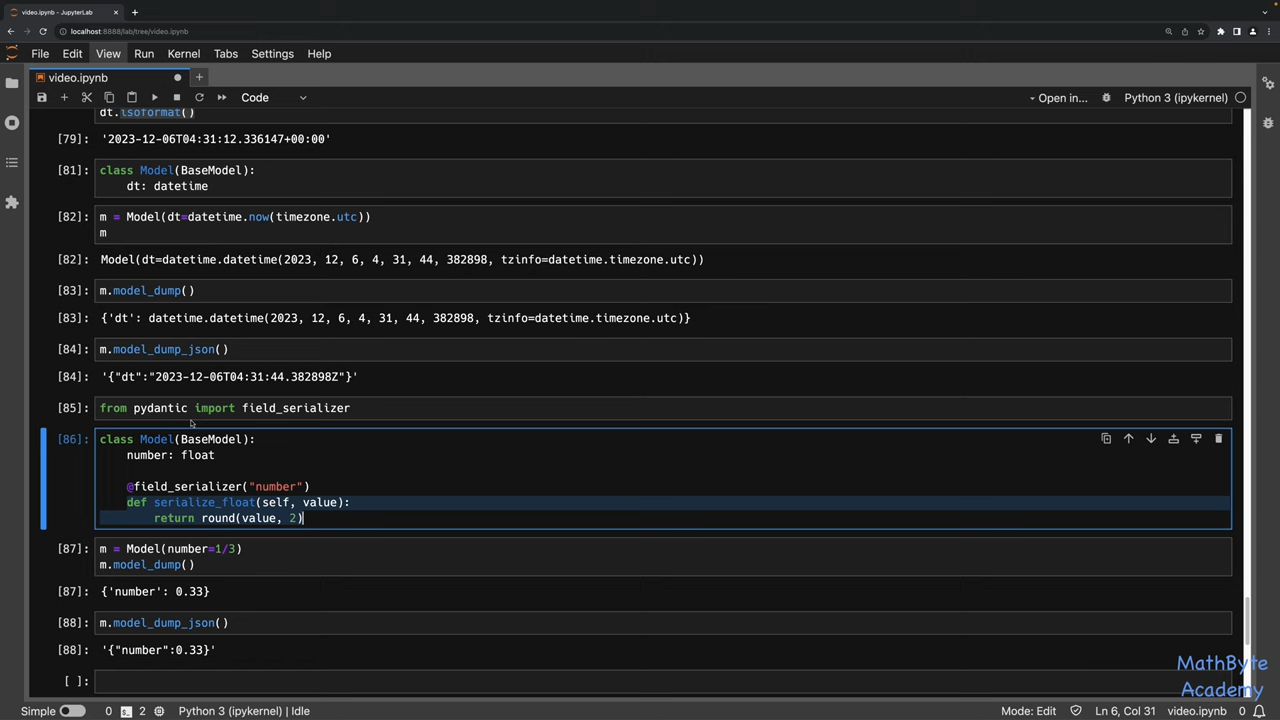 video.ipynb - JupyterLab
localhost:8888/lab/tree/video.ipynb
File Edit View Run Kernel Tabs Settings Help
video.ipynb
Code Open in... Python 3 (ipykernel)
dt.isoformat()
[79]: '2023-12-06T04:31:12.336147+00:00'
[81]: class Model(BaseModel):
dt: datetime
[82]: m = Model(dt=datetime.now(timezone.utc))
m
[82]: Model(dt=datetime.datetime(2023, 12, 6, 4, 31, 44, 382898, tzinfo=datetime.timezone.utc))
[83]: m.model_dump()
[83]: {'dt': datetime.datetime(2023, 12, 6, 4, 31, 44, 382898, tzinfo=datetime.timezone.utc)}
[84]: m.model_dump_json()
[84]: '{"dt":"2023-12-06T04:31:44.382898Z"}'
[85]: from pydantic import field_serializer
[86]: class Model(BaseModel):
number: float
@field_serializer("number")
def serialize_float(self, value):
return round(value, 2)
[87]: m = Model(number=1/3)
m.model_dump()
[87]: {'number': 0.33}
[88]: m.model_dump_json()
[88]: '{"number":0.33}'
[ ]:
MathByte
Academy
Simple 0 2 Python 3 (ipykernel) | Idle Mode: Edit Ln 6, Col 31 video.ipynb 0